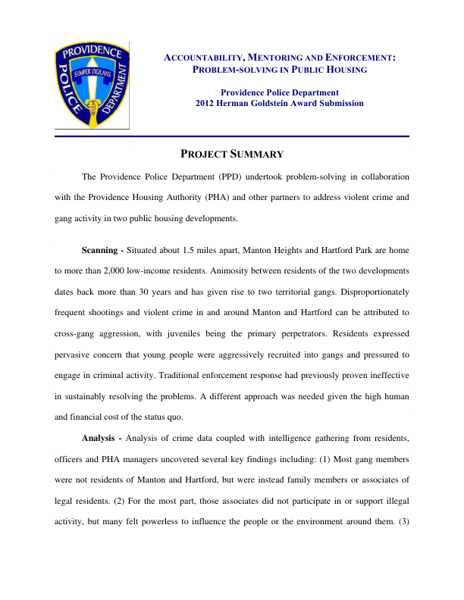 PROVIDENCE
SEMPER VIGILANS
POLICE
DEPARTMENT
ACCOUNTABILITY, MENTORING AND ENFORCEMENT:
PROBLEM-SOLVING IN PUBLIC HOUSING
Providence Police Department
2012 Herman Goldstein Award Submission
PROJECT SUMMARY
The Providence Police Department (PPD) undertook problem-solving in collaboration
with the Providence Housing Authority (PHA) and other partners to address violent crime and
gang activity in two public housing developments.
Scanning - Situated about 1.5 miles apart, Manton Heights and Hartford Park are home
to more than 2,000 low-income residents. Animosity between residents of the two developments
dates back more than 30 years and has given rise to two territorial gangs. Disproportionately
frequent shootings and violent crime in and around Manton and Hartford can be attributed to
cross-gang aggression, with juveniles being the primary perpetrators. Residents expressed
pervasive concern that young people were aggressively recruited into gangs and pressured to
engage in criminal activity. Traditional enforcement response had previously proven ineffective
in sustainably resolving the problems. A different approach was needed given the high human
and financial cost of the status quo.
Analysis - Analysis of crime data coupled with intelligence gathering from residents,
officers and PHA managers uncovered several key findings including: (1) Most gang members
were not residents of Manton and Hartford, but were instead family members or associates of
legal residents. (2) For the most part, those associates did not participate in or support illegal
activity, but many felt powerless to influence the people or the environment around them. (3)